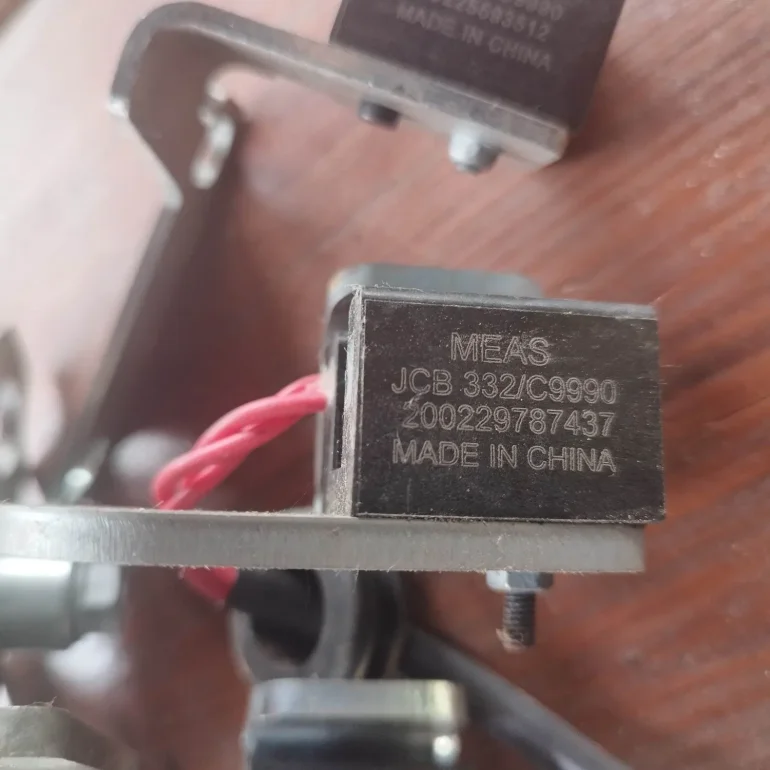 MADE IN CHINA
MEAS
JCB 332/C9990
200229787437
MADE IN CHINA